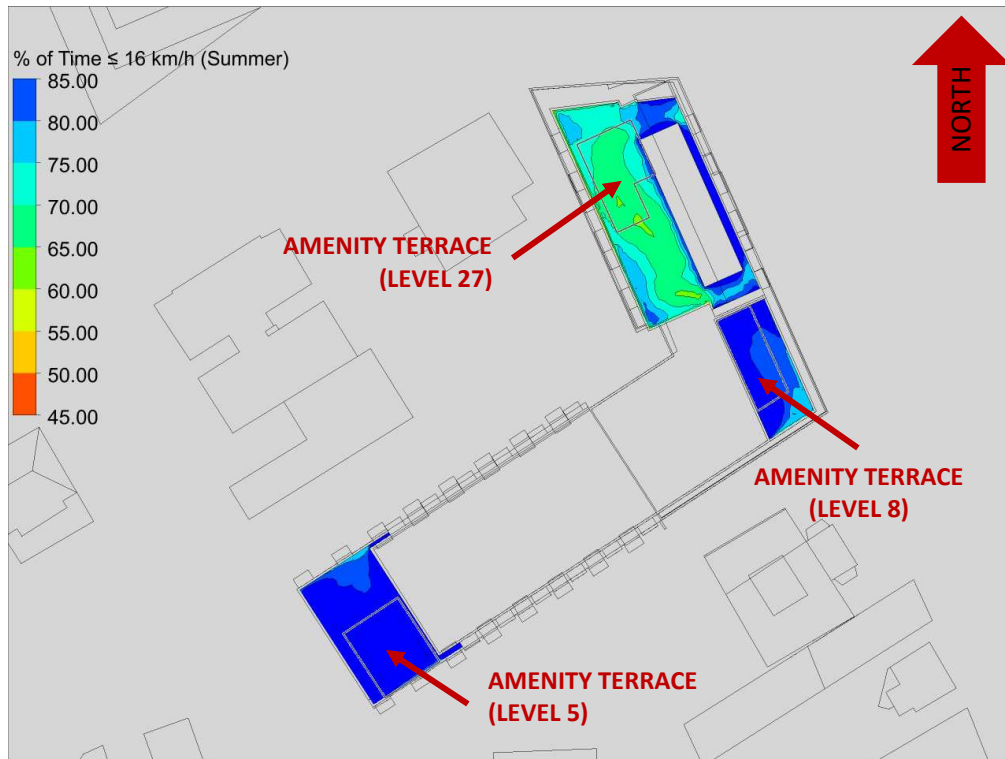 % of Time ≤ 16 km/h (Summer)
85.00
80.00
75.00
70.00
65.00
60.00
55.00
50.00
45.00
NORTH
AMENITY TERRACE
(LEVEL 27)
AMENITY TERRACE
(LEVEL 8)
AMENITY TERRACE
(LEVEL 5)